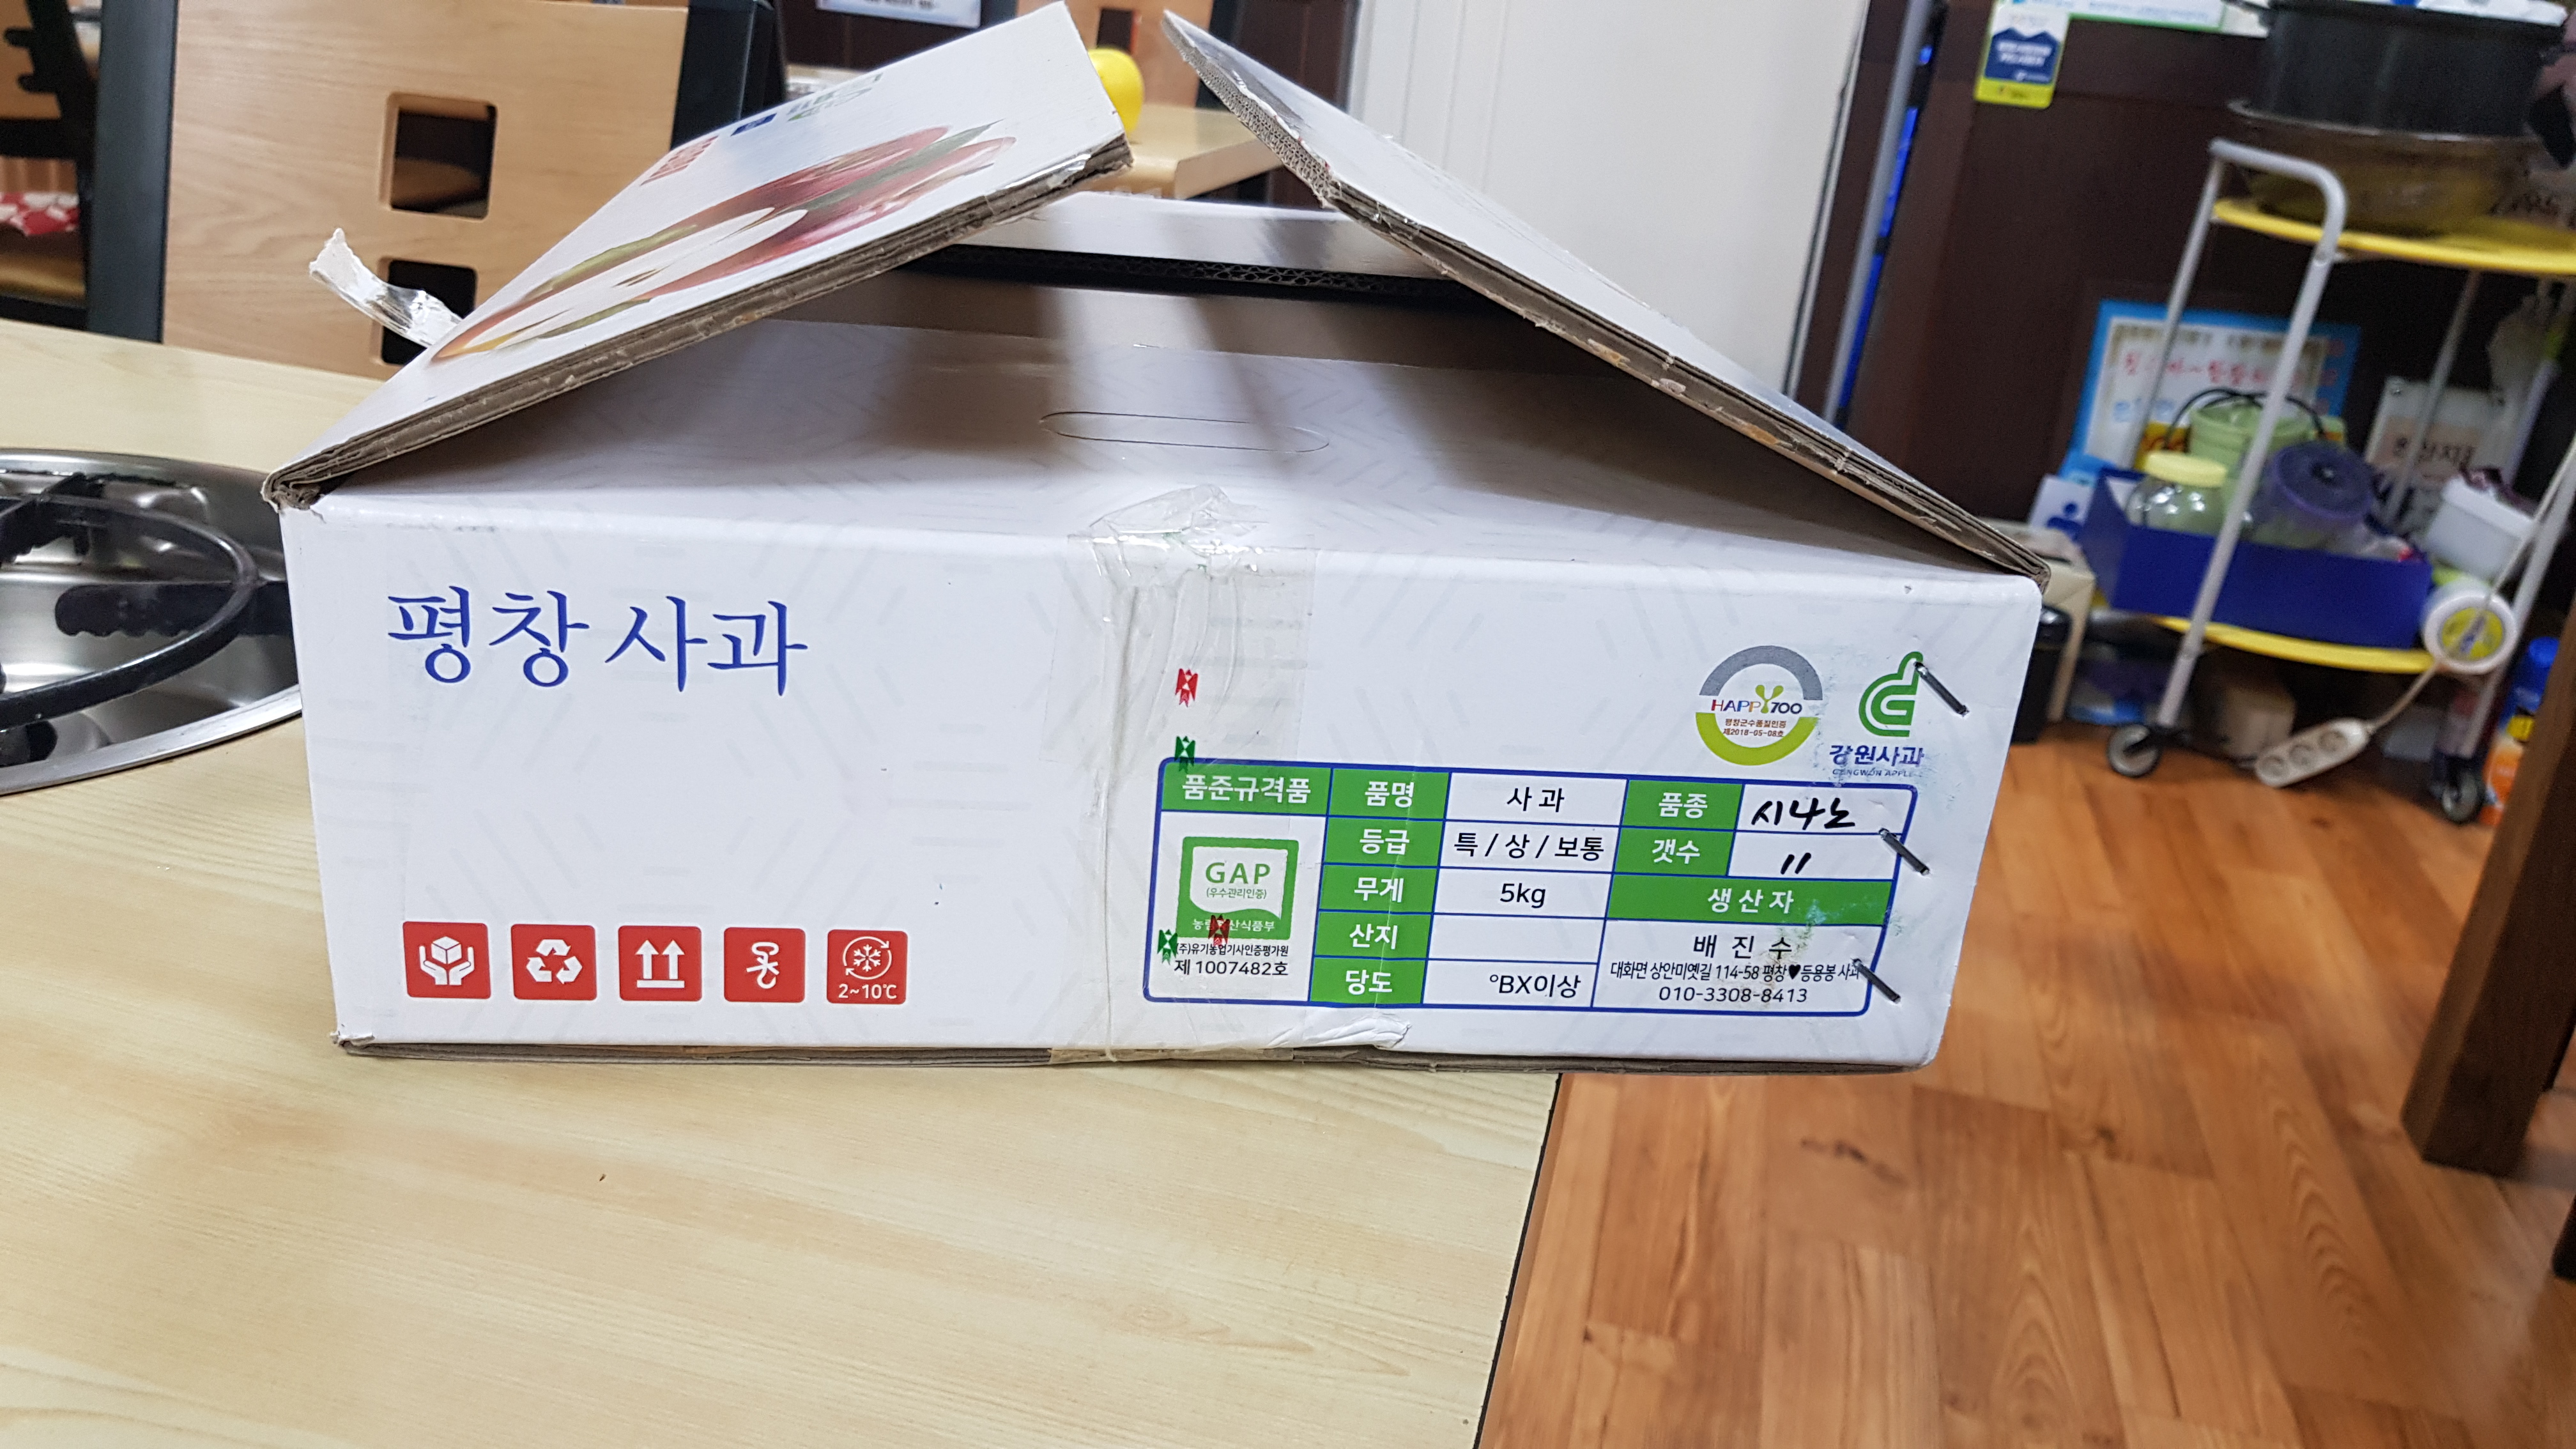 평창 사과
HAPPY 700
평창군수품질인증
제2018-05-08호
강원사과
GANGWON APPLE
품준규격품 품명 사 과 품종 시나노
등급 특 / 상 / 보통 갯수 11
무게 5kg 생 산 자
산지
당도 °BX이상
GAP
(우수관리인증)
(주)유기농업기사인증평가원
제 1007482호
배 진 수
대화면 상안미옛길 114-58 평창♥등용봉 사과
010-3308-8413
2~10℃